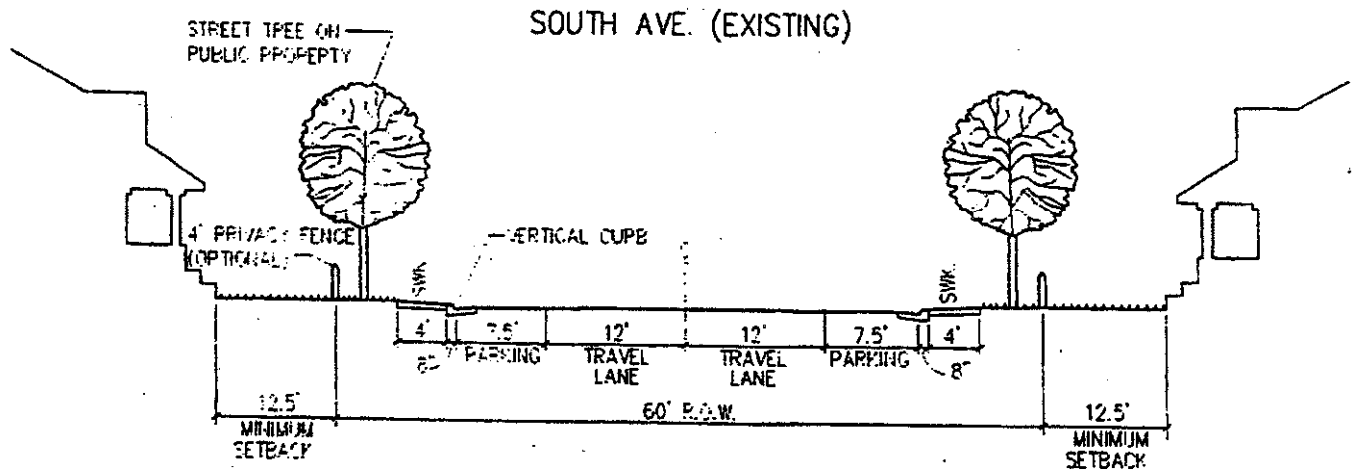 SOUTH AVE. (EXISTING)
STREET TREE ON
PUBLIC PROPERTY
4' PRIVACY FENCE
(OPTIONAL)
VERTICAL CURB
SWK.
SWK.
4' 7.5' 12' 12' 7.5' 4'
8" PARKING TRAVEL LANE TRAVEL LANE PARKING 8"
12.5' 60' R.O.W. 12.5'
MINIMUM SETBACK MINIMUM SETBACK